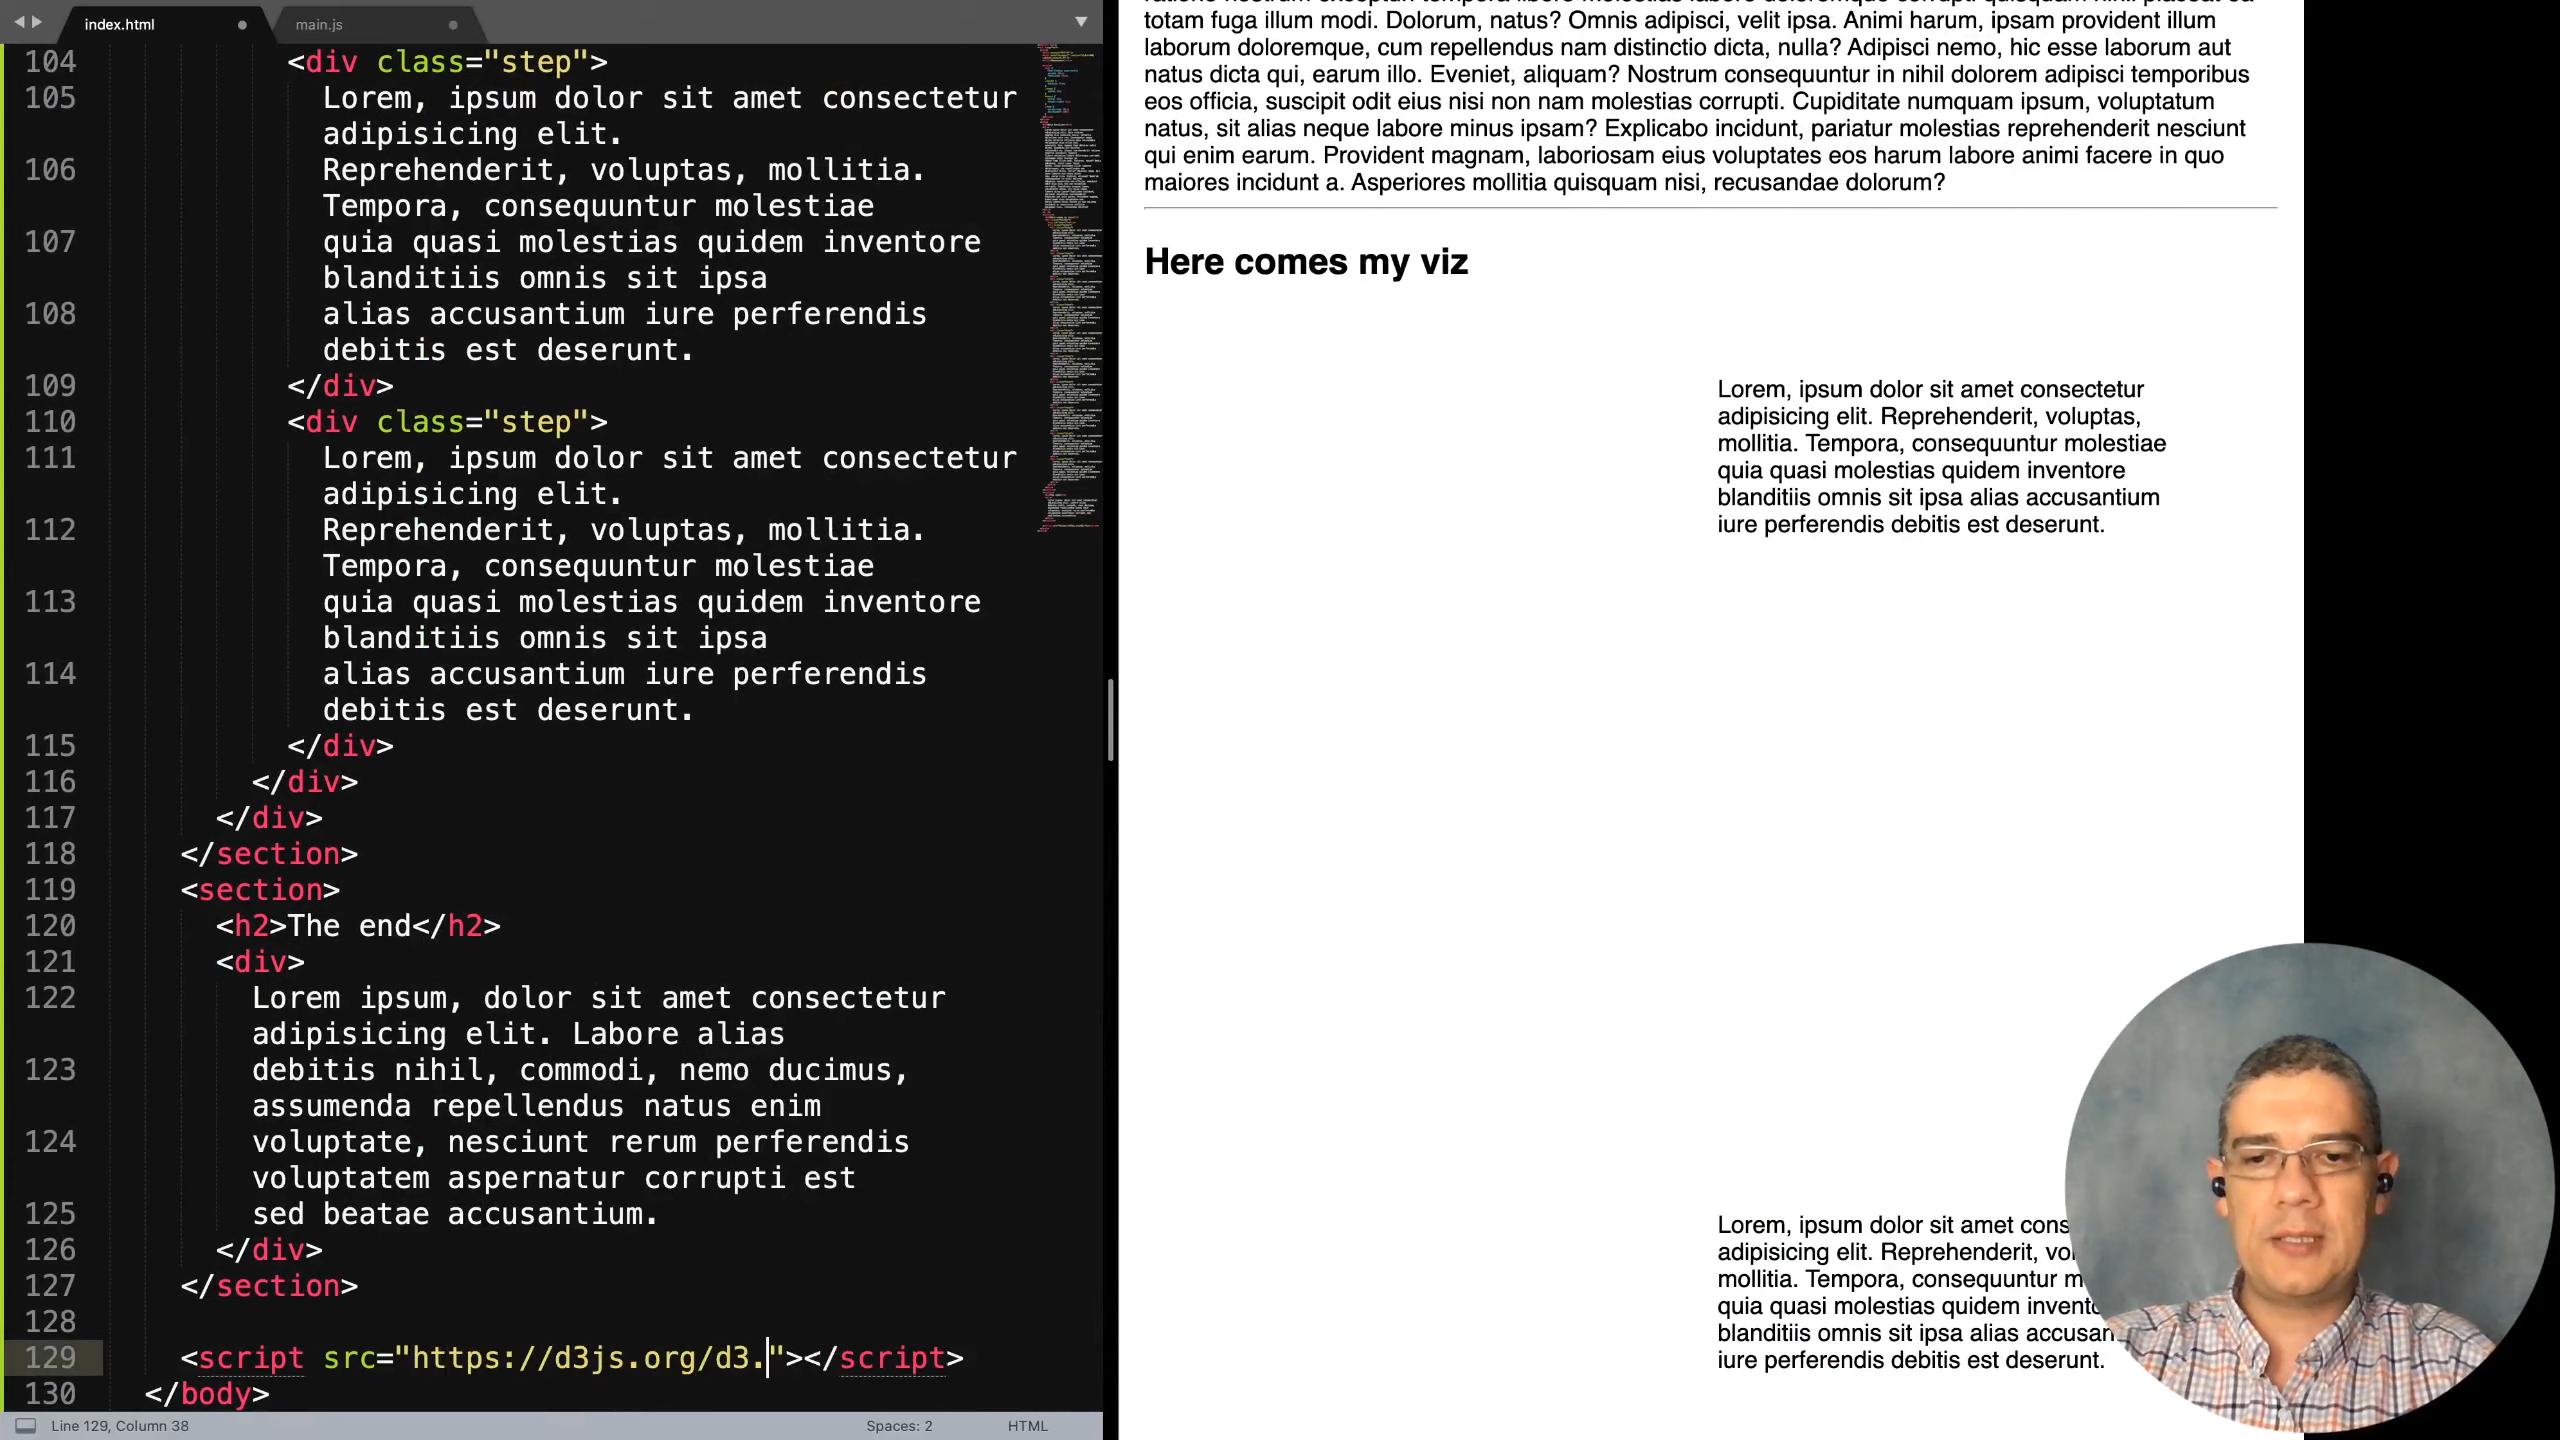 index.html
main.js
104 <div class="step">
105 Lorem, ipsum dolor sit amet consectetur
adipisicing elit.
106 Reprehenderit, voluptas, mollitia.
Tempora, consequuntur molestiae
107 quia quasi molestias quidem inventore
blanditiis omnis sit ipsa
108 alias accusantium iure perferendis
debitis est deserunt.
109 </div>
110 <div class="step">
111 Lorem, ipsum dolor sit amet consectetur
adipisicing elit.
112 Reprehenderit, voluptas, mollitia.
Tempora, consequuntur molestiae
113 quia quasi molestias quidem inventore
blanditiis omnis sit ipsa
114 alias accusantium iure perferendis
debitis est deserunt.
115 </div>
116 </div>
117 </div>
118 </section>
119 <section>
120 <h2>The end</h2>
121 <div>
122 Lorem ipsum, dolor sit amet consectetur
adipisicing elit. Labore alias
123 debitis nihil, commodi, nemo ducimus,
assumenda repellendus natus enim
124 voluptate, nesciunt rerum perferendis
voluptatem aspernatur corrupti est
125 sed beatae accusantium.
126 </div>
127 </section>
128
129 <script src="https://d3js.org/d3."></script>
130 </body>
Line 129, Column 38
Spaces: 2
HTML
totam fuga illum modi. Dolorum, natus? Omnis adipisci, velit ipsa. Animi harum, ipsam provident illum
laborum doloremque, cum repellendus nam distinctio dicta, nulla? Adipisci nemo, hic esse laborum aut
natus dicta qui, earum illo. Eveniet, aliquam? Nostrum consequuntur in nihil dolorem adipisci temporibus
eos officia, suscipit odit eius nisi non nam molestias corrupti. Cupiditate numquam ipsum, voluptatum
natus, sit alias neque labore minus ipsam? Explicabo incidunt, pariatur molestias reprehenderit nesciunt
qui enim earum. Provident magnam, laboriosam eius voluptates eos harum labore animi facere in quo
maiores incidunt a. Asperiores mollitia quisquam nisi, recusandae dolorum?
Here comes my viz
Lorem, ipsum dolor sit amet consectetur
adipisicing elit. Reprehenderit, voluptas,
mollitia. Tempora, consequuntur molestiae
quia quasi molestias quidem inventore
blanditiis omnis sit ipsa alias accusantium
iure perferendis debitis est deserunt.
Lorem, ipsum dolor sit amet cons
adipisicing elit. Reprehenderit, vo
mollitia. Tempora, consequuntur m
quia quasi molestias quidem invento
blanditiis omnis sit ipsa alias accusan
iure perferendis debitis est deserunt.